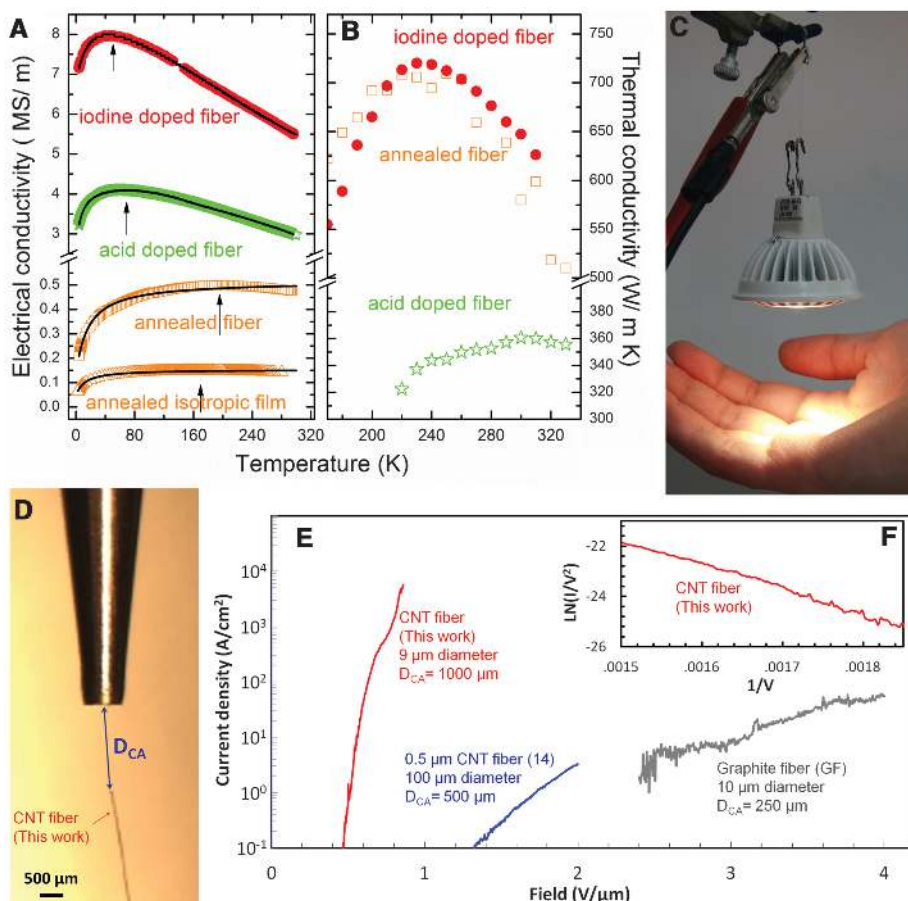 A
Electrical conductivity ( MS/ m)
8
7
6
5
4
3
0.5
0.4
0.3
0.2
0.1
0.0
iodine doped fiber
acid doped fiber
annealed fiber
annealed isotropic film
0 80 160 240 300
B
iodine doped fiber
annealed fiber
acid doped fiber
750
700
650
600
550
500
380
360
340
320
300
Thermal conductivity (W/ m K)
200 240 280 320
Temperature (K)
C
D
D_CA
CNT fiber
(This work)
500 µm
E
Current density (A/cm²)
10⁴
10³
10²
10¹
10⁰
10⁻¹
CNT fiber
(This work)
9 µm diameter
D_CA= 1000 µm
0.5 µm CNT fiber (14)
100 µm diameter
D_CA= 500 µm
Graphite fiber (GF)
10 µm diameter
D_CA= 250 µm
0 1 2 3 4
Field (V/µm)
F
LN(I/V²)
-22
-24
-26
CNT fiber
(This work)
.0015 .0016 .0017 .0018
1/V